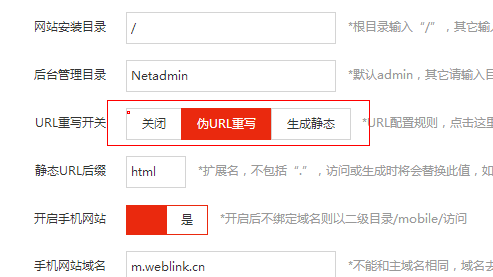 网站安装目录 / *根目录输入“/”，其它输入
后台管理目录 Netadmin *默认admin，其它请输入目
URL重写开关 关闭 伪URL重写 生成静态 *URL配置规则，点击这里
静态URL后缀 html *扩展名，不包括“.”，访问或生成时将会替换此值，如
开启手机网站 是 *开启后不绑定域名则以二级目录/mobile/访问
手机网站域名 m.weblink.cn *不能和主域名相同，域名去